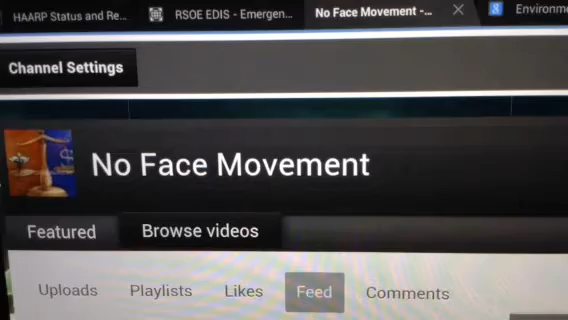 HAARP Status and Re...
RSOE EDIS - Emergen...
No Face Movement -...
Environm
Channel Settings
No Face Movement
Featured
Browse videos
Uploads
Playlists
Likes
Feed
Comments